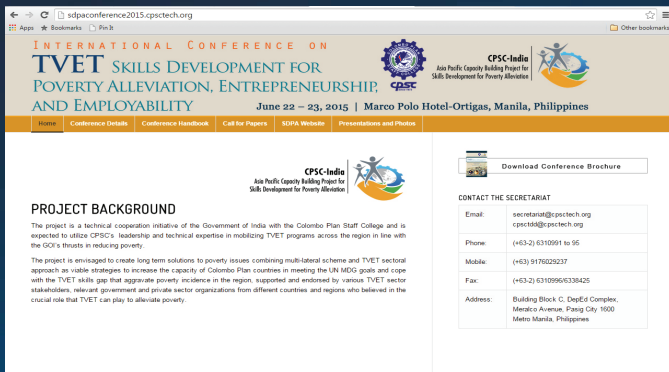 sdpaconference2015.cpsctech.org
Apps Bookmarks Pin It Other bookmarks
INTERNATIONAL CONFERENCE ON
TVET SKILLS DEVELOPMENT FOR
POVERTY ALLEVIATION, ENTREPRENEURSHIP,
AND EMPLOYABILITY
cpsc
CPSC-India
Asia Pacific Capacity Building Project for
Skills Development for Poverty Alleviation
June 22 – 23, 2015 | Marco Polo Hotel-Ortigas, Manila, Philippines
Home Conference Details Conference Handbook Call for Papers SDPA Website Presentations and Photos
CPSC-India
Asia Pacific Capacity Building Project for
Skills Development for Poverty Alleviation
PROJECT BACKGROUND
The project is a technical cooperation initiative of the Government of India with the Colombo Plan Staff College and is
expected to utilize CPSC's leadership and technical expertise in mobilizing TVET programs across the region in line with
the GOI's thrusts in reducing poverty.
The project is envisaged to create long term solutions to poverty issues combining multi-lateral scheme and TVET sectoral
approach as viable strategies to increase the capacity of Colombo Plan countries in meeting the UN MDG goals and cope
with the TVET skills gap that aggravate poverty incidence in the region, supported and endorsed by various TVET sector
stakeholders, relevant government and private sector organizations from different countries and regions who believed in the
crucial role that TVET can play to alleviate poverty.
Download Conference Brochure
CONTACT THE SECRETARIAT
Email: secretariat@cpsctech.org
cpsctdd@cpsctech.org
Phone: (+63-2) 6310991 to 95
Mobile: (+63) 9176029237
Fax: (+63-2) 6310996/6338425
Address: Building Block C, DepEd Complex,
Meralco Avenue, Pasig City 1600
Metro Manila, Philippines